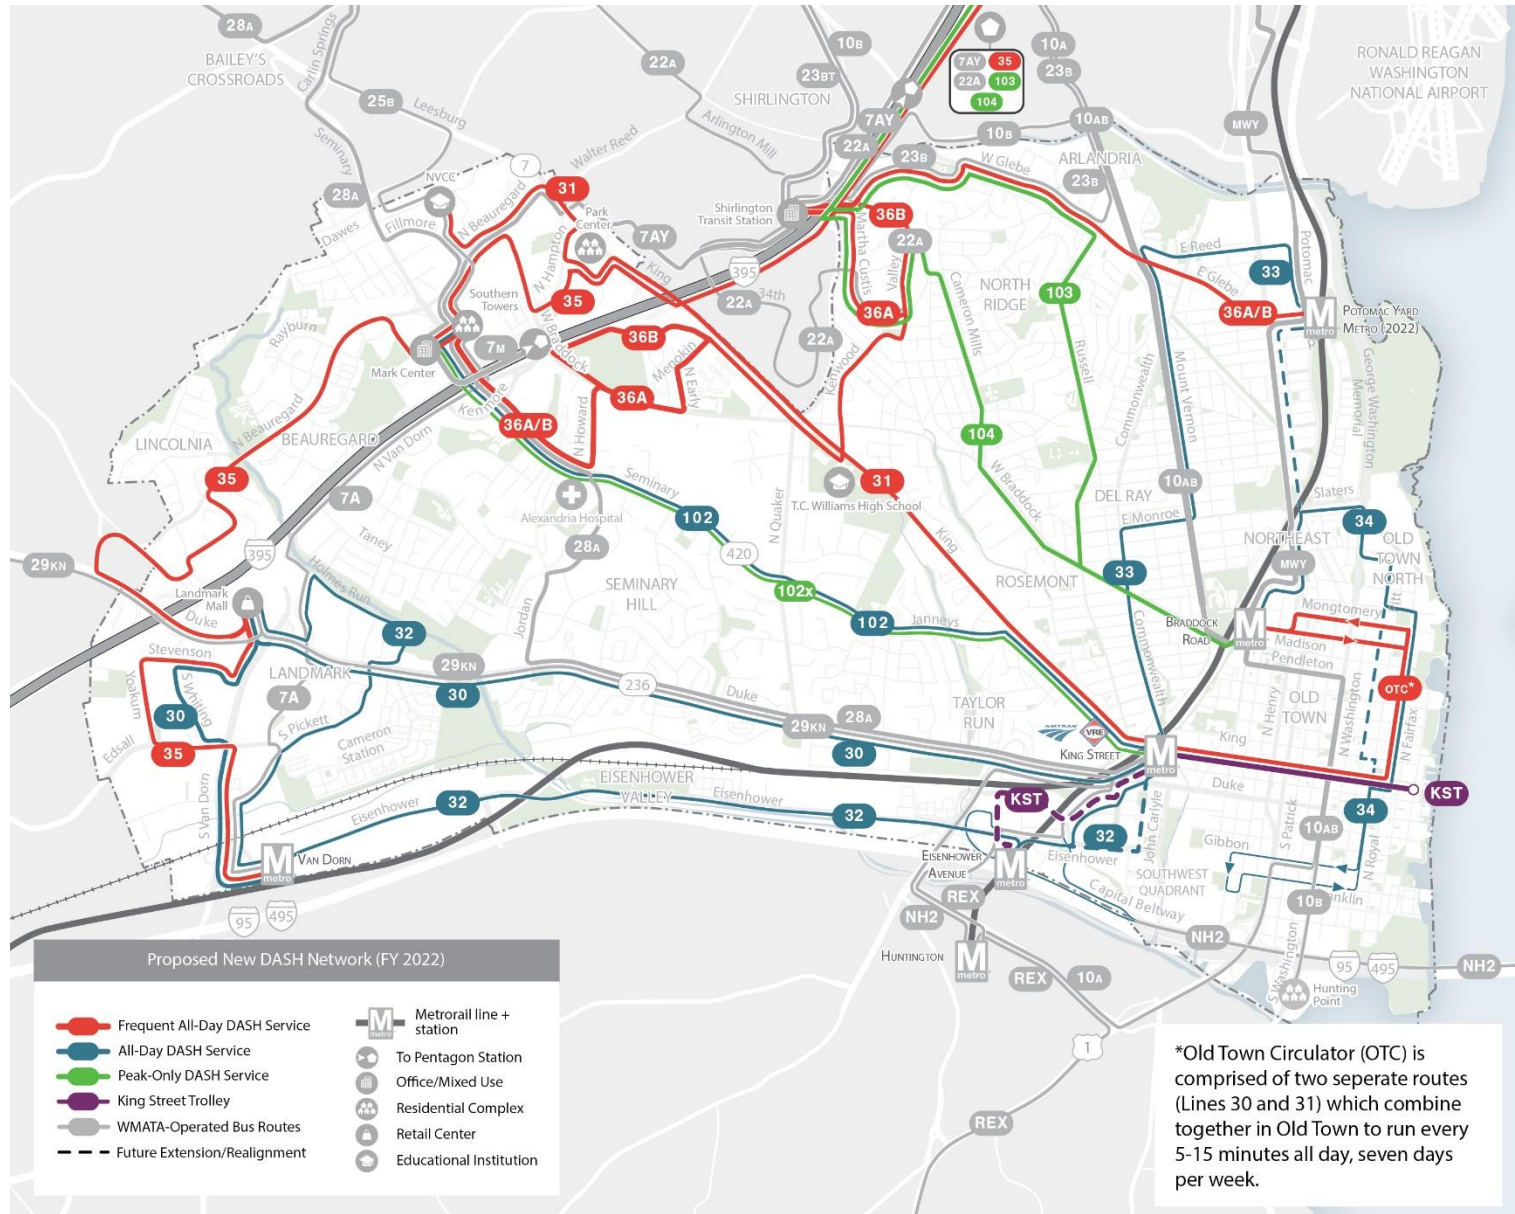 28A
10B
10A
BAILEY'S
CROSSROADS
Carlin Springs
22A
23BT
7AY 35
22A 103
104
23B
RONALD REAGAN
WASHINGTON
NATIONAL AIRPORT
25B
Leesburg
SHIRLINGTON
Arlington Mill
7AY
10B
10AB
MWY
Seminary
Walter Reed
7
22A
23B
W Glebe
ARLANDRIA
23B
NVCC
28A
N Beauregard
31
Park
Center
Shirlington
Transit Station
36B
22A
Dawes
Fillmore
7AY
King
N Hampton
395
Martha Custis
Valley
E Reed
Potomac
33
E Glebe
22A
34th
35
Southern
Towers
W Braddock
36A
Cameron Mills
NORTH
RIDGE
103
36A/B
POTOMAC YARD
METRO (2022)
M
metro
Rayburn
7M
36B
Menokin
22A
Kenwood
Russell
Commonwealth
Mount Vernon
George Washington
Memorial
Mark Center
Kenmore
36A
N Early
N Howard
LINCOLNIA
N Beauregard
BEAUREGARD
36A/B
104
W Braddock
N Van Dorn
35
Seminary
31
10AB
DEL RAY
7A
T.C. Williams High School
N Quaker
Slaters
Alexandria Hospital
102
E Monroe
34
Taney
King
NORTHEAST
OLD
TOWN
NORTH
395
28A
420
29KN
Holmes Run
MWY
33
SEMINARY
HILL
ROSEMONT
Landmark
Mall
102x
Duke
Jordan
102
Janneys
Mongtomery
BRADDOCK
ROAD
M
metro
32
Commonwealth
Madison
Pendleton
Stevenson
29KN
LANDMARK
236
Duke
30
Yoakum
S Whiting
7A
TAYLOR
RUN
OTC*
N Henry
OLD
TOWN
N Washington
N Fairfax
30
28A
29KN
AMTRAK
VRE
S Pickett
Cameron
Station
KING STREET
M
metro
King
35
Edsall
30
EISENHOWER
VALLEY
Duke
Eisenhower
KST
KST
34
S Van Dorn
Eisenhower
32
32
32
John Carlyle
S Patrick
10AB
Gibbon
N Royal
M
metro
VAN DORN
EISENHOWER
AVENUE
M
metro
Eisenhower
SOUTHWEST
QUADRANT
Capital Beltway
10B
REX
NH2
95
495
NH2
95
495
NH2
HUNTINGTON
M
metro
REX
10A
S Washington
Hunting
Point
1
REX
Proposed New DASH Network (FY 2022)
Frequent All-Day DASH Service
All-Day DASH Service
Peak-Only DASH Service
King Street Trolley
WMATA-Operated Bus Routes
Future Extension/Realignment
M
metro
Metrorail line +
station
To Pentagon Station
Office/Mixed Use
Residential Complex
Retail Center
Educational Institution
*Old Town Circulator (OTC) is
comprised of two seperate routes
(Lines 30 and 31) which combine
together in Old Town to run every
5-15 minutes all day, seven days
per week.